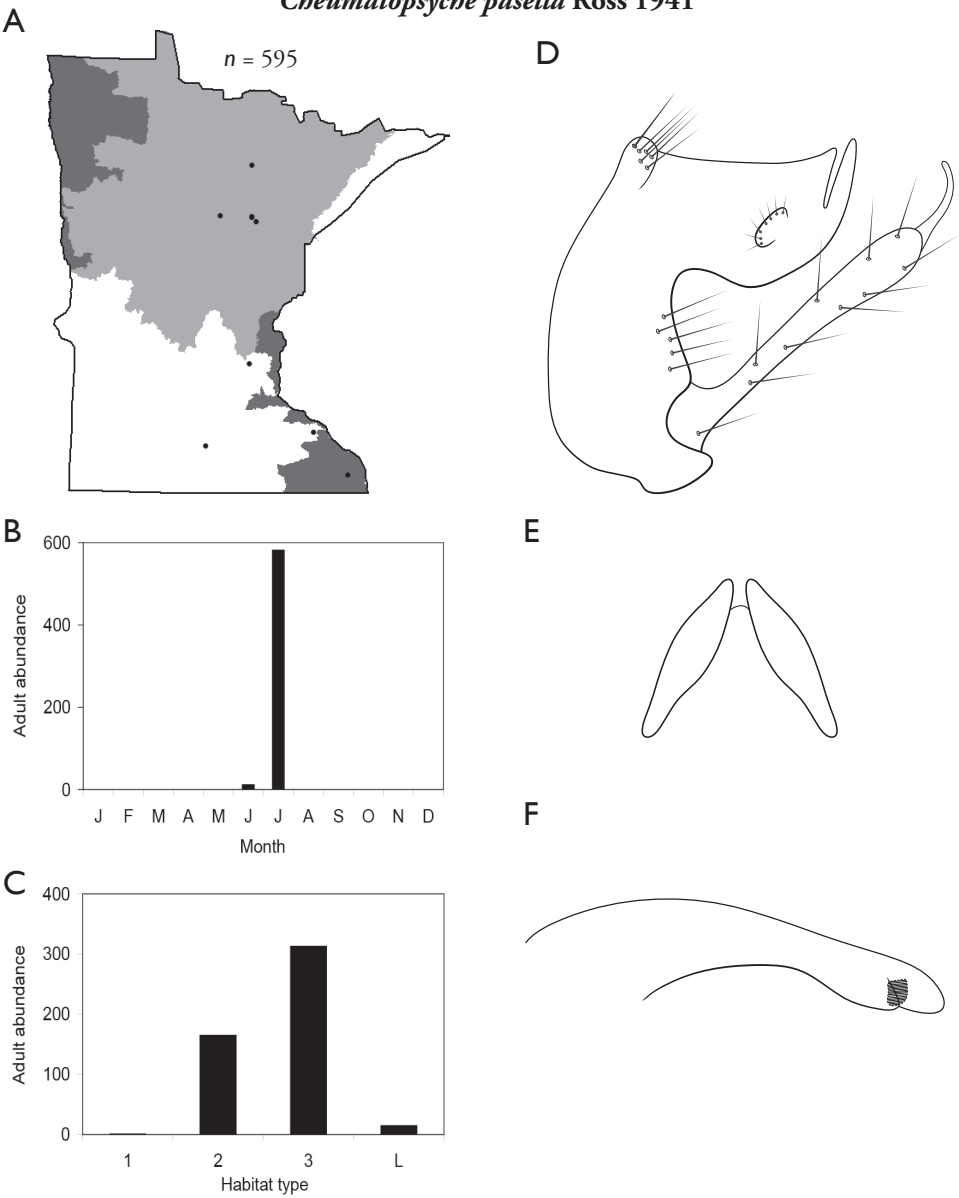 Cheumatopsyche pasella Ross 1941
A
n = 595
D
B
600
400
200
0
Adult abundance
J F M A M J J A S O N D
Month
E
C
400
300
200
100
0
Adult abundance
1 2 3 L
Habitat type
F